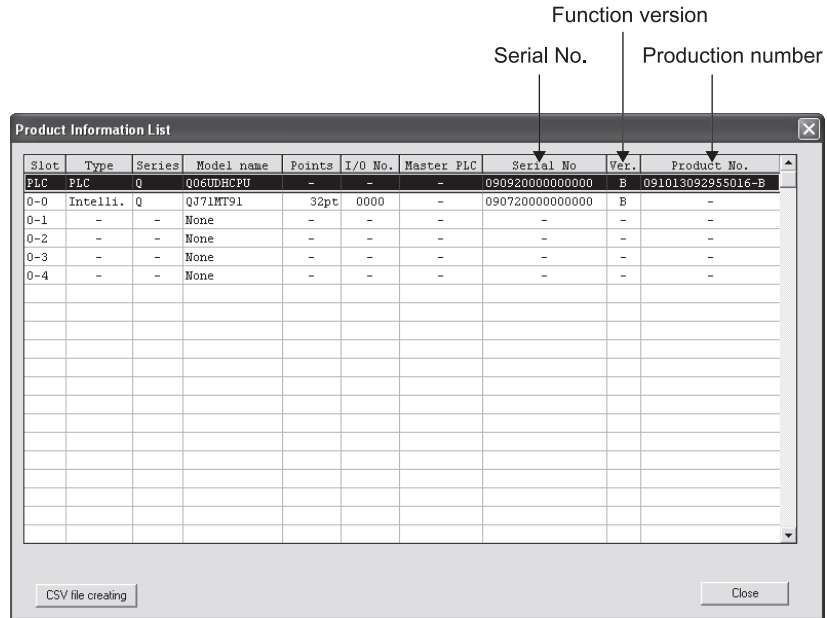 Function version
Serial No. Production number
Product Information List
Slot Type Series Model name Points I/O No. Master PLC Serial No Ver. Product No.
PLC PLC Q Q06UDHCPU - - - 090920000000000 B 091013092955016-B
0-0 Intelli. Q QJ71MT91 32pt 0000 - 090720000000000 B -
0-1 - - None - - - - - -
0-2 - - None - - - - - -
0-3 - - None - - - - - -
0-4 - - None - - - - - -
CSV file creating Close